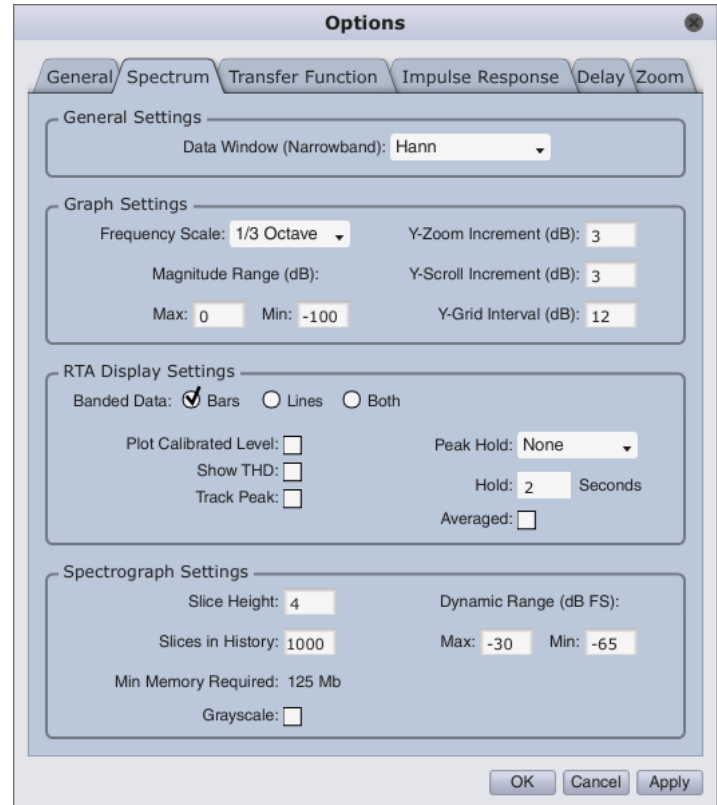 Options
General Spectrum Transfer Function Impulse Response Delay Zoom
General Settings
Data Window (Narrowband): Hann
Graph Settings
Frequency Scale: 1/3 Octave Y-Zoom Increment (dB): 3
Magnitude Range (dB): Y-Scroll Increment (dB): 3
Max: 0 Min: -100 Y-Grid Interval (dB): 12
RTA Display Settings
Banded Data: Bars Lines Both
Plot Calibrated Level: Peak Hold: None
Show THD: Hold: 2 Seconds
Track Peak:
Averaged:
Spectrograph Settings
Slice Height: 4 Dynamic Range (dB FS):
Slices in History: 1000 Max: -30 Min: -65
Min Memory Required: 125 Mb
Grayscale:
OK Cancel Apply